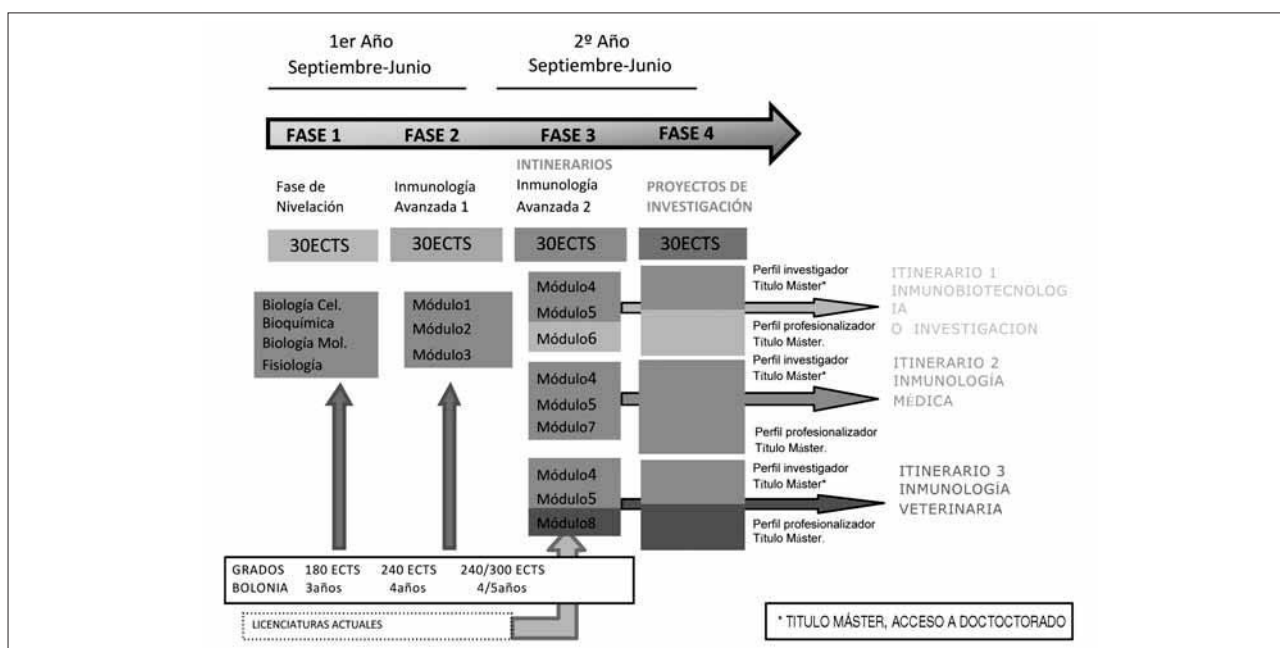 1er Año
Septiembre-Junio
2º Año
Septiembre-Junio
FASE 1
FASE 2
FASE 3
FASE 4
Fase de
Nivelación
Inmunología
Avanzada 1
INTINERARIOS
Inmunología
Avanzada 2
PROYECTOS DE
INVESTIGACIÓN
30ECTS
30ECTS
30ECTS
30ECTS
Biología Cel.
Bioquímica
Biología Mol.
Fisiología
Módulo1
Módulo2
Módulo3
Módulo4
Módulo5
Módulo6
Perfil investigador
Título Máster*
Perfil profesionalizador
Título Máster.
ITINERARIO 1
INMUNOBIOTECNOLOG
IA
O INVESTIGACION
Módulo4
Módulo5
Módulo7
Perfil investigador
Título Máster*
Perfil profesionalizador
Título Máster.
ITINERARIO 2
INMUNOLOGÍA
MÉDICA
Módulo4
Módulo5
Módulo8
Perfil investigador
Título Máster*
Perfil profesionalizador
Título Máster.
ITINERARIO 3
INMUNOLOGÍA
VETERINARIA
GRADOS 180 ECTS 240 ECTS 240/300 ECTS
BOLONIA 3años 4años 4/5años
LICENCIATURAS ACTUALES
* TITULO MÁSTER, ACCESO A DOCTOCTORADO